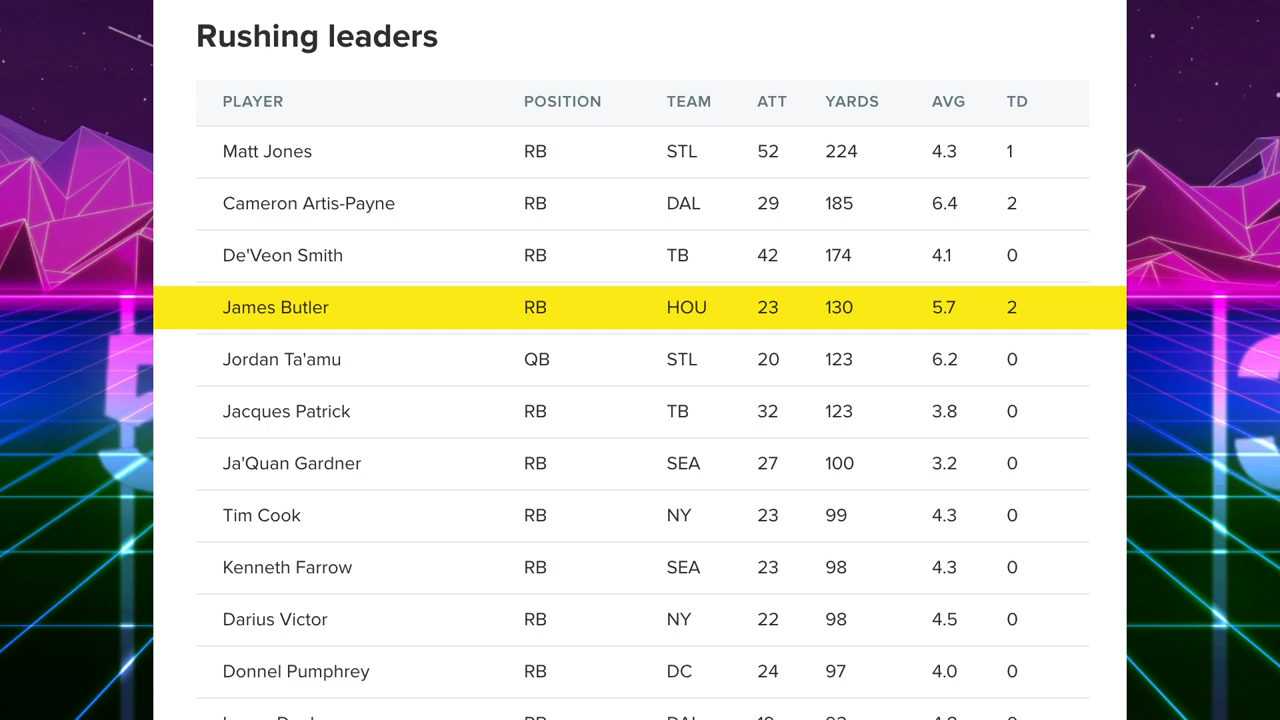 Rushing leaders
PLAYER POSITION TEAM ATT YARDS AVG TD
Matt Jones RB STL 52 224 4.3 1
Cameron Artis-Payne RB DAL 29 185 6.4 2
De'Veon Smith RB TB 42 174 4.1 0
James Butler RB HOU 23 130 5.7 2
Jordan Ta'amu QB STL 20 123 6.2 0
Jacques Patrick RB TB 32 123 3.8 0
Ja'Quan Gardner RB SEA 27 100 3.2 0
Tim Cook RB NY 23 99 4.3 0
Kenneth Farrow RB SEA 23 98 4.3 0
Darius Victor RB NY 22 98 4.5 0
Donnel Pumphrey RB DC 24 97 4.0 0